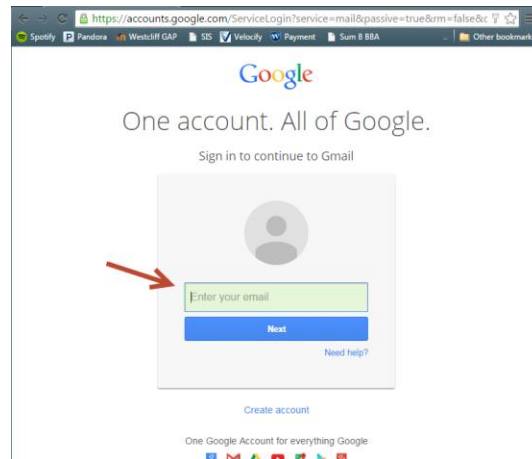 https://accounts.google.com/ServiceLogin?service=mail&passive=true&rm=false&c
Spotify Pandora Westcliff GAP SIS Velocify Payment Sum B BBA Other bookmark
Google
One account. All of Google.
Sign in to continue to Gmail
Enter your email
Next
Need help?
Create account
One Google Account for everything Google